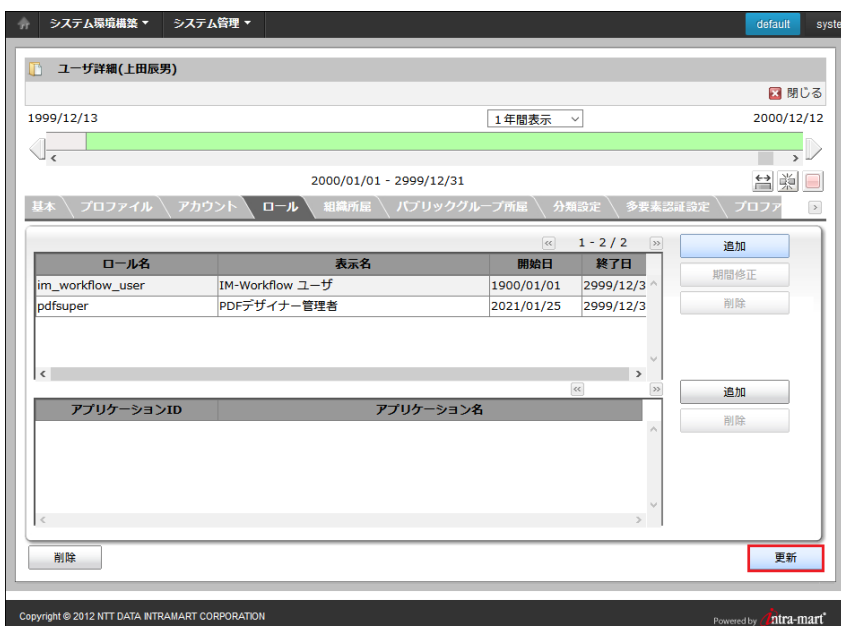 システム環境構築 システム管理 default syste
ユーザ詳細(上田辰男)
閉じる
1999/12/13 1年間表示 2000/12/12
2000/01/01 - 2999/12/31
基本 プロファイル アカウント ロール 組織所属 パブリックグループ所属 分類設定 多要素認証設定 プロファ
1 - 2 / 2 追加
ロール名 表示名 開始日 終了日 期間修正
im_workflow_user IM-Workflow ユーザ 1900/01/01 2999/12/3
pdfsuper PDFデザイナー管理者 2021/01/25 2999/12/3 削除
追加
アプリケーションID アプリケーション名
削除
削除 更新
Copyright © 2012 NTT DATA INTRAMART CORPORATION Powered by intra-mart